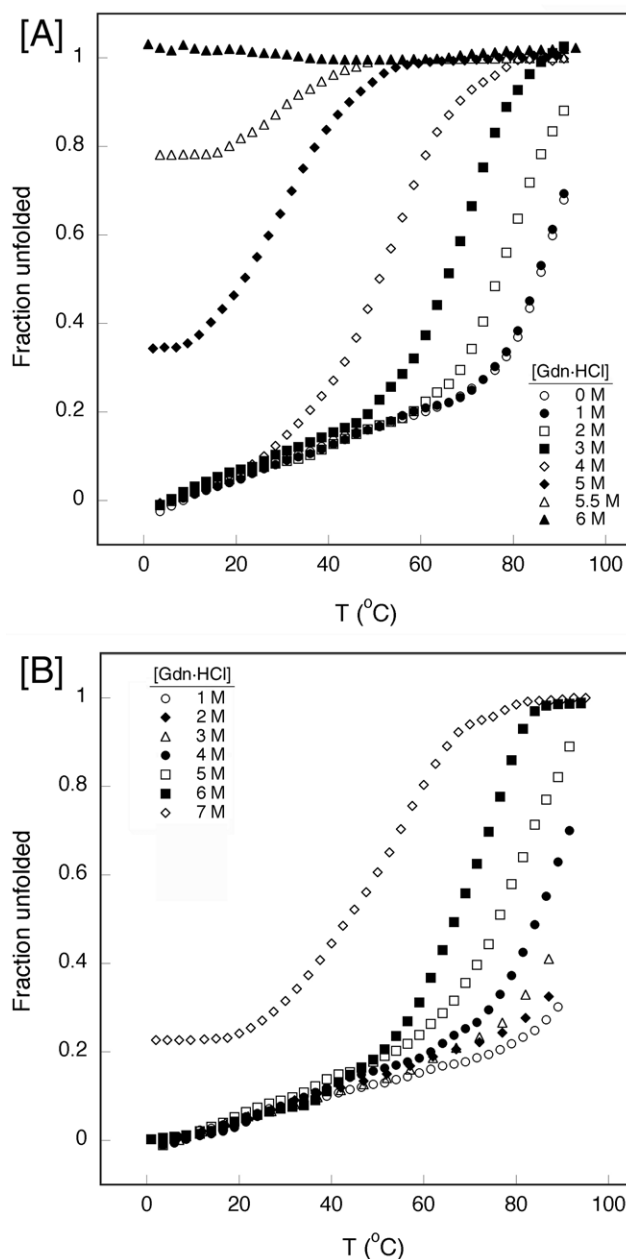 [A]
1
0.8
0.6
0.4
0.2
0
Fraction unfolded
[Gdn·HCl]
0 M
1 M
2 M
3 M
4 M
5 M
5.5 M
6 M
0 20 40 60 80 100
T (°C)
[B]
[Gdn·HCl]
1 M
2 M
3 M
4 M
5 M
6 M
7 M
1
0.8
0.6
0.4
0.2
0
Fraction unfolded
0 20 40 60 80 100
T (°C)